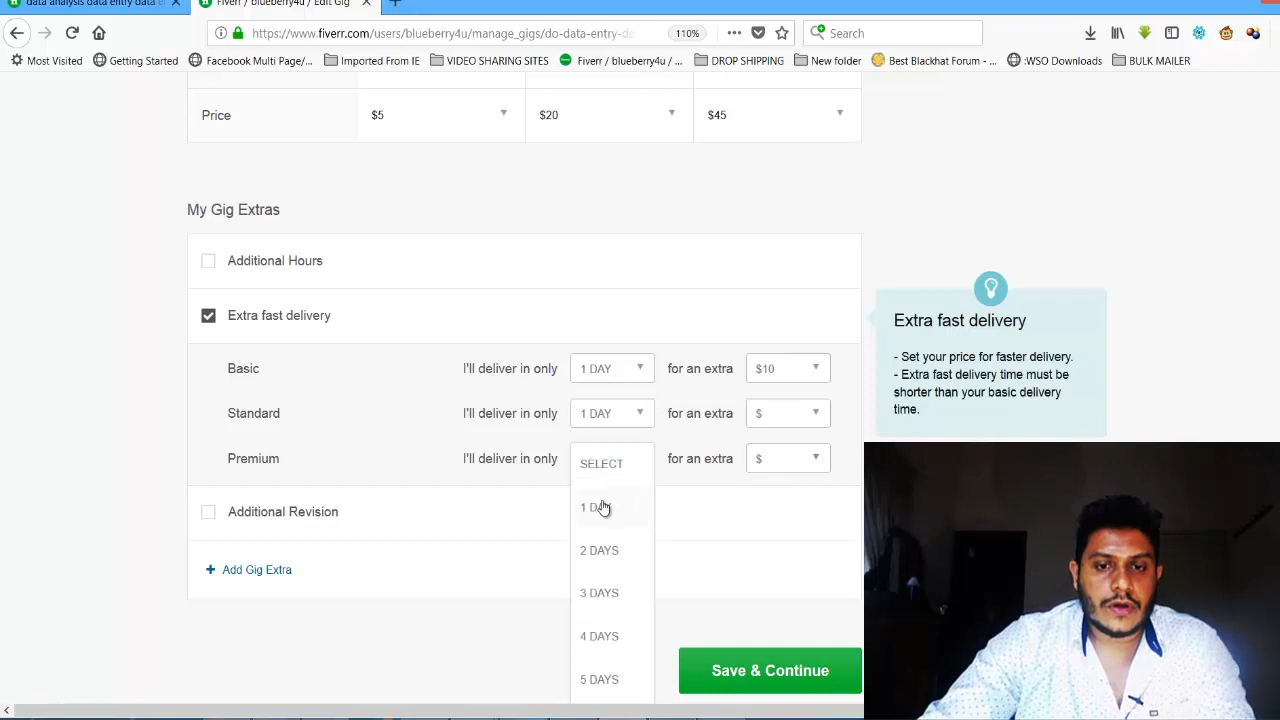 data analysis data entry data e
Fiverr / blueberry4u / Edit Gig
https://www.fiverr.com/users/bluebery4u/manage_gigs/do-data-entry-da
110%
Search
Most Visited
Getting Started
Facebook Multi Page/...
Imported From IE
VIDEO SHARING SITES
Fiverr / blueberry4u / ...
DROP SHIPPING
New folder
Best Blackhat Forum - ...
:WSO Downloads
BULK MAILER
Price $5 $20 $45
My Gig Extras
Additional Hours
Extra fast delivery
Basic I'll deliver in only 1 DAY for an extra $10
Standard I'll deliver in only 1 DAY for an extra $
Premium I'll deliver in only SELECT for an extra $
1 DAY
2 DAYS
3 DAYS
4 DAYS
5 DAYS
Additional Revision
+ Add Gig Extra
Save & Continue
Extra fast delivery
- Set your price for faster delivery.
- Extra fast delivery time must be
shorter than your basic delivery
time.